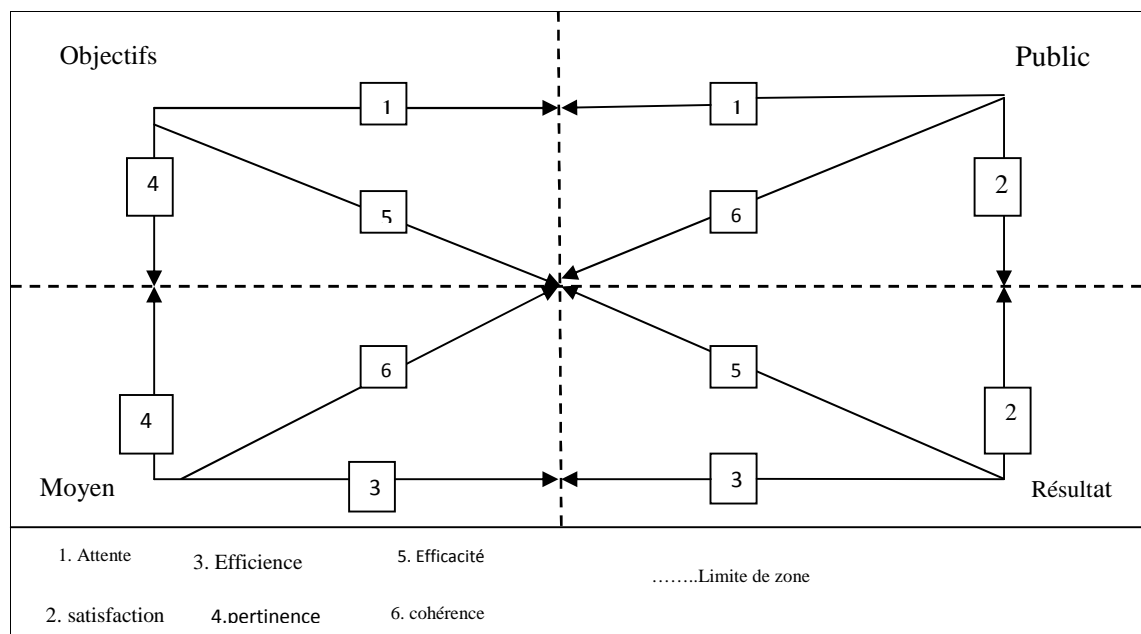 Objectifs
Public
1
1
4
2
5
6
6
5
4
2
Moyen
3
3
Résultat
1. Attente
3. Efficience
5. Efficacité
……..Limite de zone
2. satisfaction
4.pertinence
6. cohérence